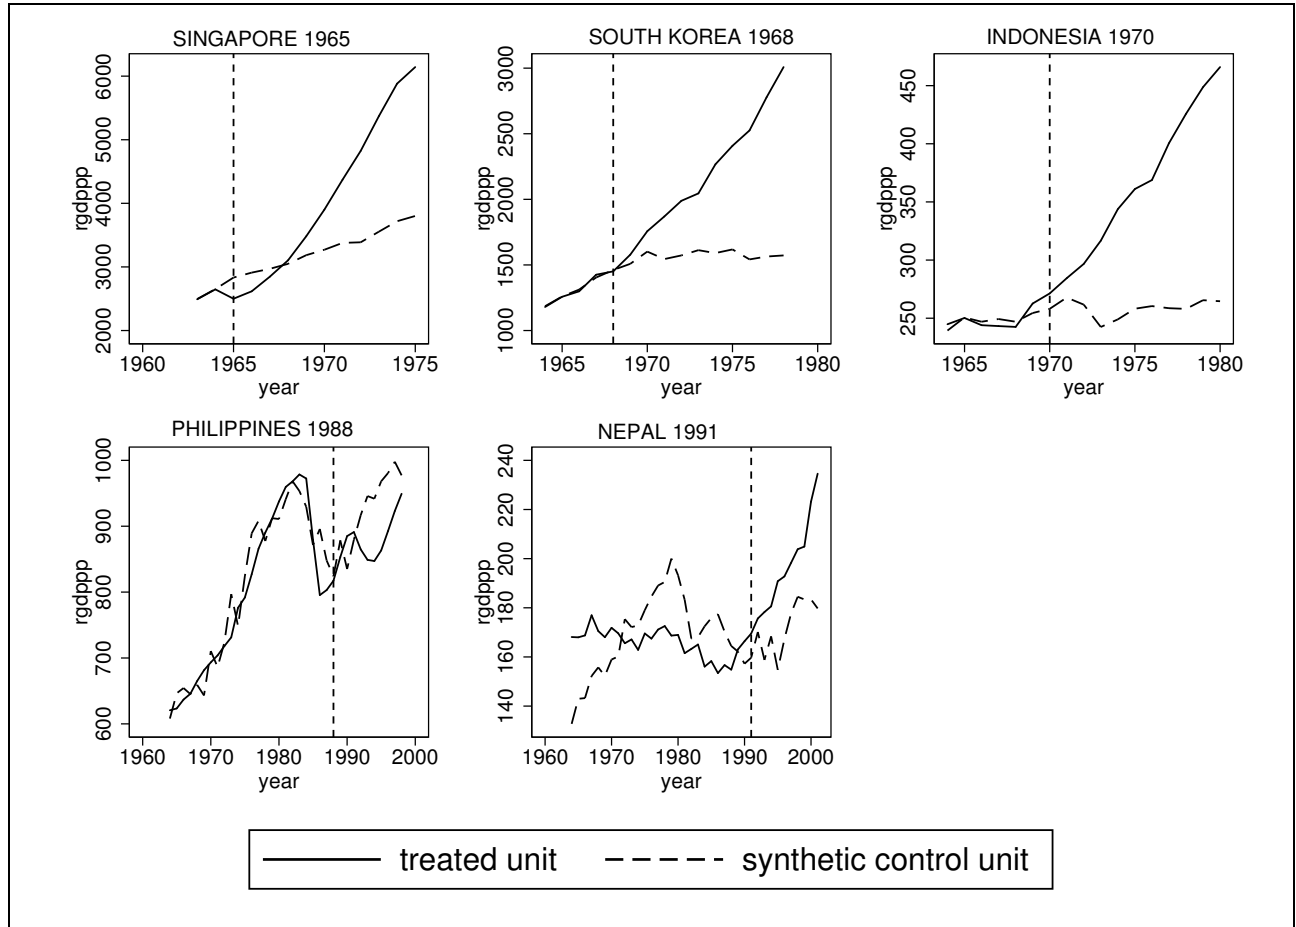 SINGAPORE 1965
rgdppp
6000
5000
4000
3000
2000
1960 1965 1970 1975
year
SOUTH KOREA 1968
rgdppp
3000
2500
2000
1500
1000
1965 1970 1975 1980
year
INDONESIA 1970
rgdppp
450
400
350
300
250
1965 1970 1975 1980
year
PHILIPPINES 1988
rgdppp
1000
900
800
700
600
1960 1970 1980 1990 2000
year
NEPAL 1991
rgdppp
240
220
200
180
160
140
1960 1970 1980 1990 2000
year
treated unit synthetic control unit